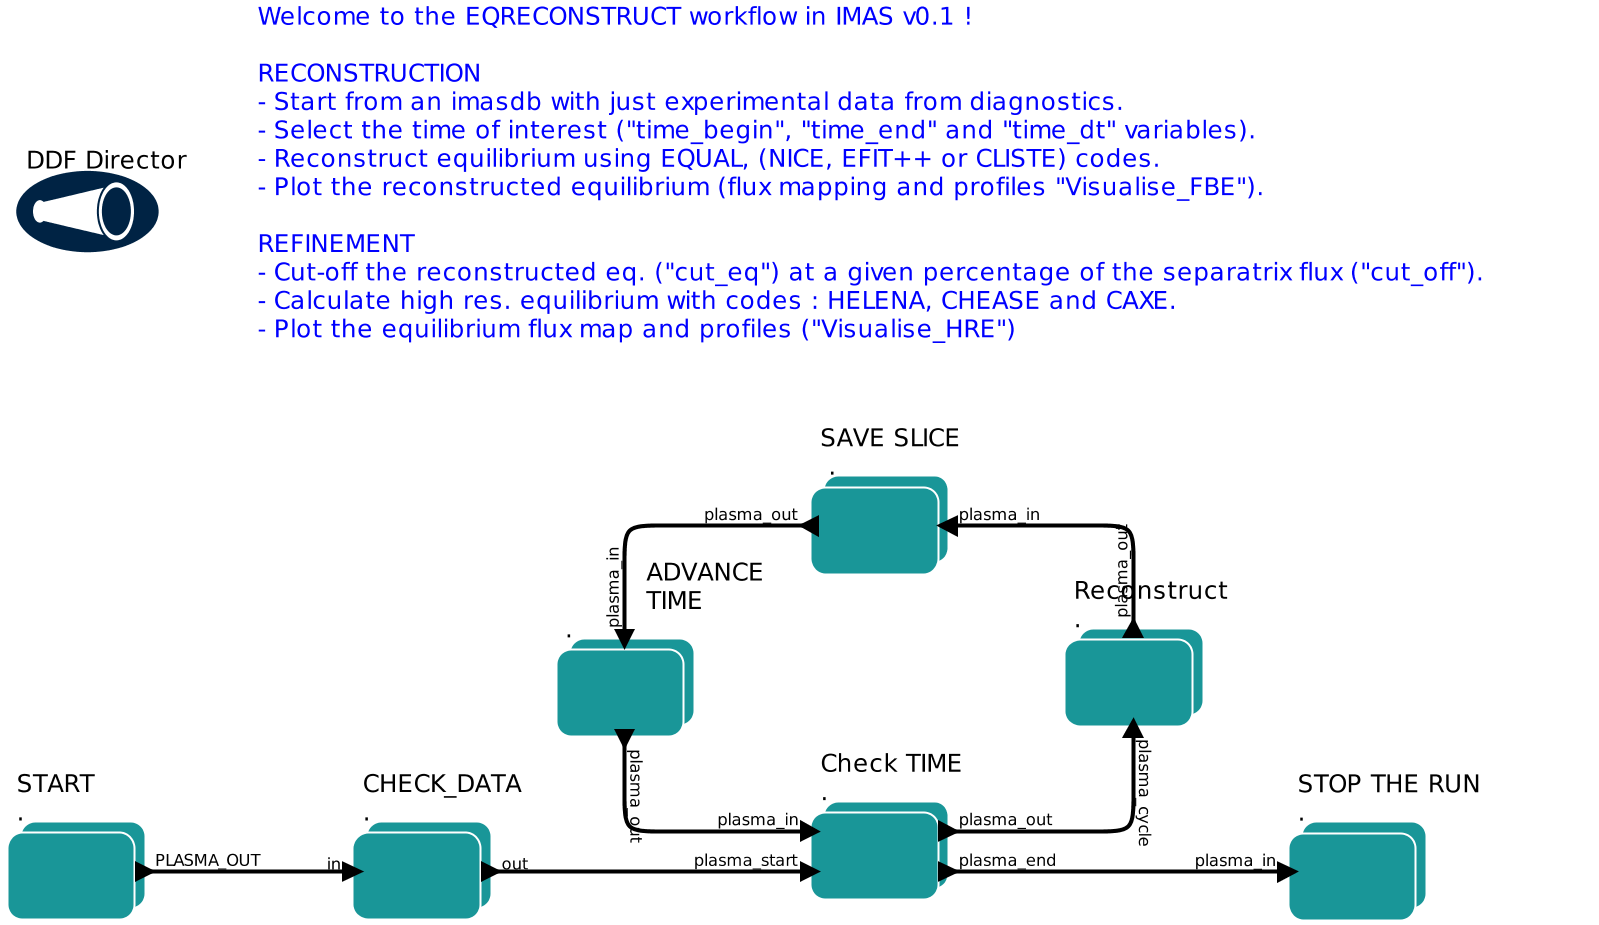 Welcome to the EQRECONSTRUCT workflow in IMAS v0.1 !
RECONSTRUCTION
- Start from an imasdb with just experimental data from diagnostics.
- Select the time of interest ("time_begin", "time_end" and "time_dt" variables).
- Reconstruct equilibrium using EQUAL, (NICE, EFIT++ or CLISTE) codes.
- Plot the reconstructed equilibrium (flux mapping and profiles "Visualise_FBE").
REFINEMENT
- Cut-off the reconstructed eq. ("cut_eq") at a given percentage of the separatrix flux ("cut_off").
- Calculate high res. equilibrium with codes : HELENA, CHEASE and CAXE.
- Plot the equilibrium flux map and profiles ("Visualise_HRE")
DDF Director
SAVE SLICE
.
plasma_out
plasma_in
plasma_in
ADVANCE
TIME
.
plasma_out
Reconstruct
.
plasma_out
plasma_in
Check TIME
.
plasma_out
plasma_cycle
START
.
PLASMA_OUT
CHECK_DATA
.
in
out
plasma_start
plasma_end
STOP THE RUN
.
plasma_in